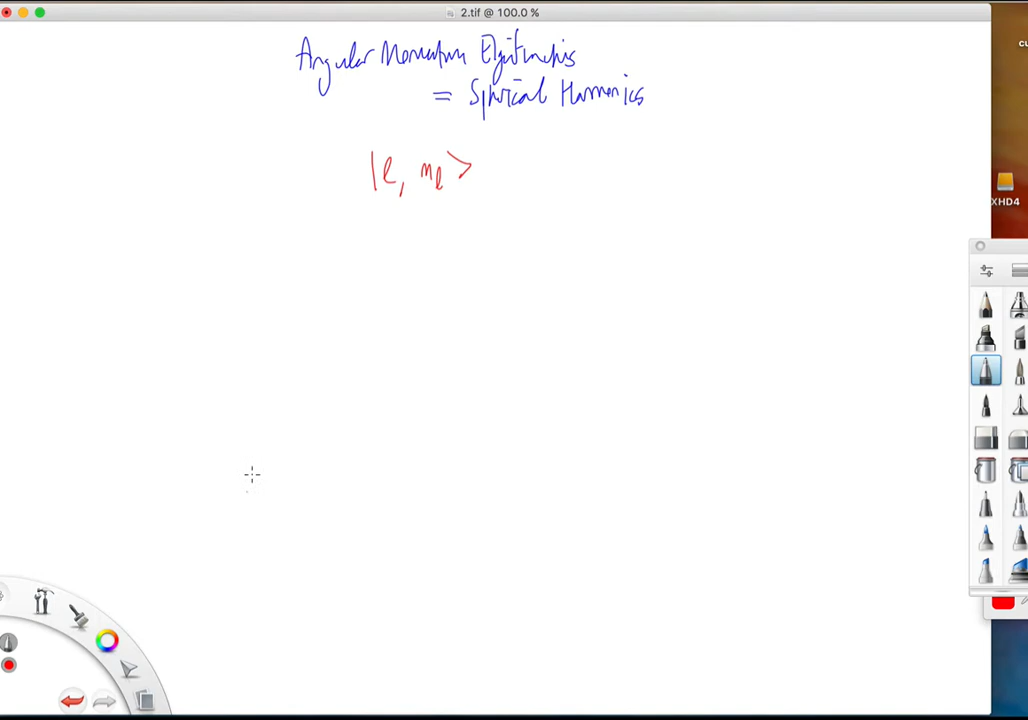 2.tif @ 100.0 %
Angular Momentum Eigenfunctions
= Spherical Harmonics
|ℓ, mℓ >
XHD4